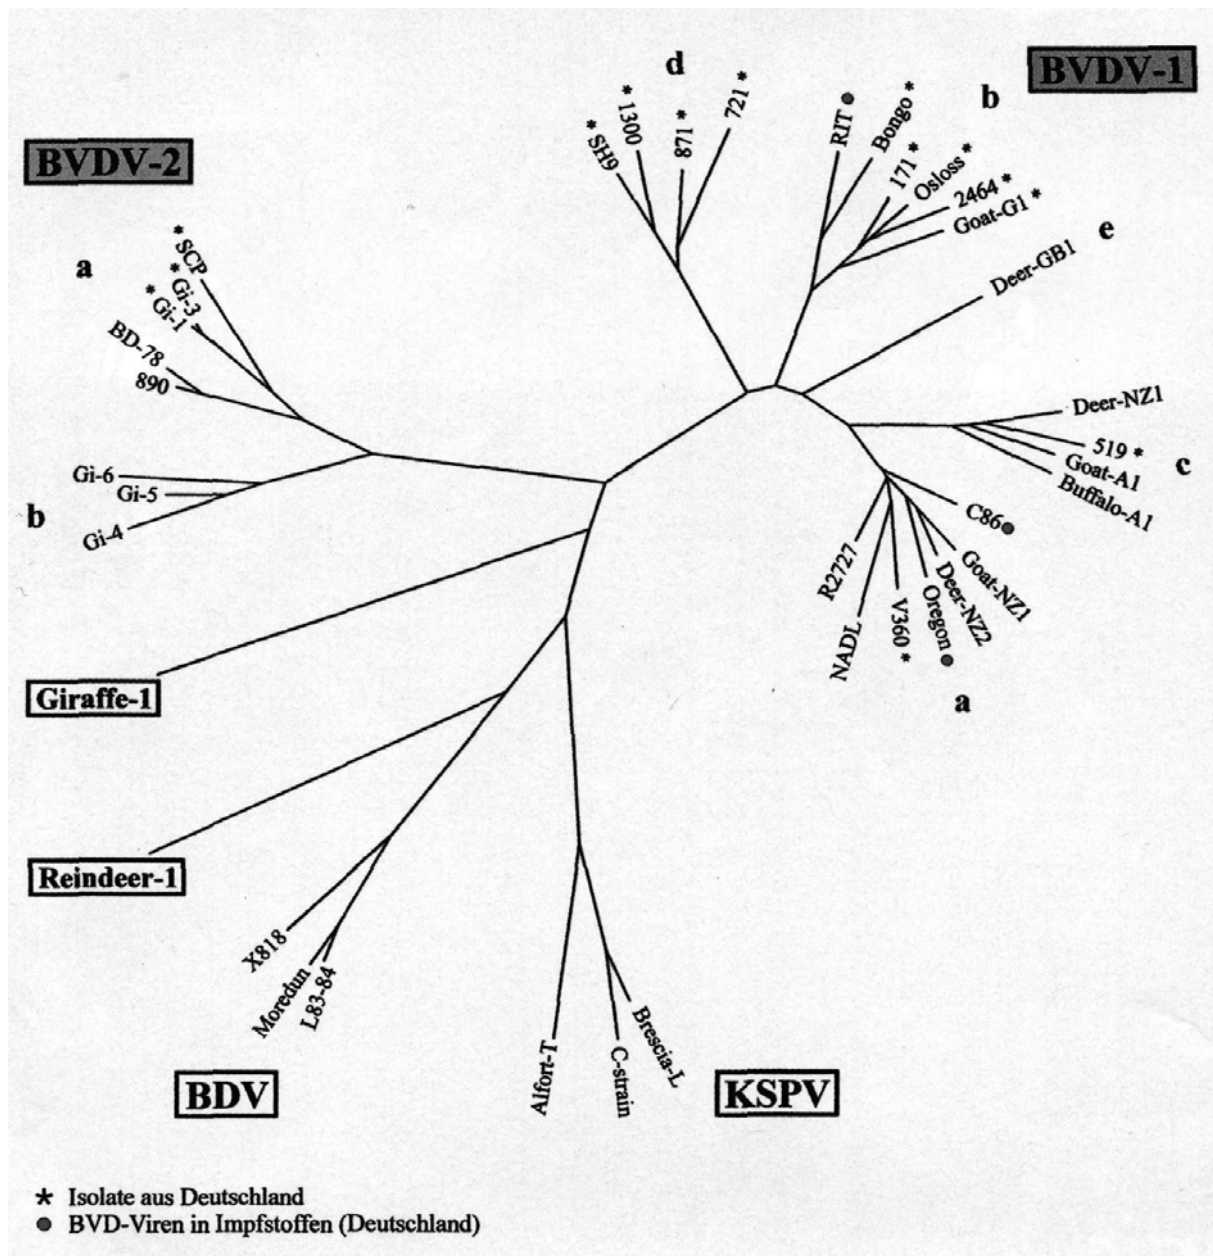 BVDV-1
d
b
BVDV-2
* SH9
* 1300
871 *
721 *
RIT ●
Bongo *
171 *
Osloss *
2464 *
Goat-G1 *
e
Deer-GB1
a
* SCP
* Gi-3
* Gi-1
BD-78
890
Gi-6
Gi-5
b
Gi-4
Deer-NZ1
519 *
c
Goat-A1
Buffalo-A1
C86 ●
Goat-NZ1
Deer-NZ2
Oregon ●
V360 *
NADL
R2727
a
Giraffe-1
Reindeer-1
X818
Moredun
L83-84
BDV
Alfort-T
C-strain
Brescia-L
KSPV
* Isolate aus Deutschland
● BVD-Viren in Impfstoffen (Deutschland)